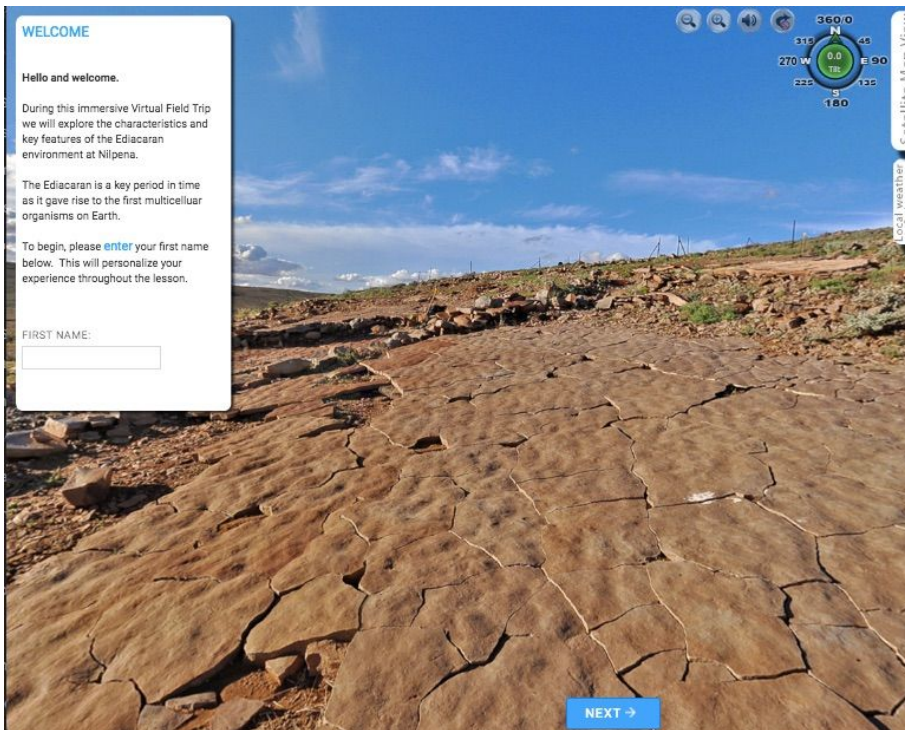 WELCOME
Hello and welcome.
During this immersive Virtual Field Trip
we will explore the characteristics and
key features of the Ediacaran
environment at Nilpena.
The Ediacaran is a key period in time
as it gave rise to the first multicelluar
organisms on Earth.
To begin, please enter your first name
below. This will personalize your
experience throughout the lesson.
FIRST NAME:
360/0
N
315
45
270 W
0.0
E 90
Tilt
225
135
S
180
Satellite Map View
Local weather
NEXT →